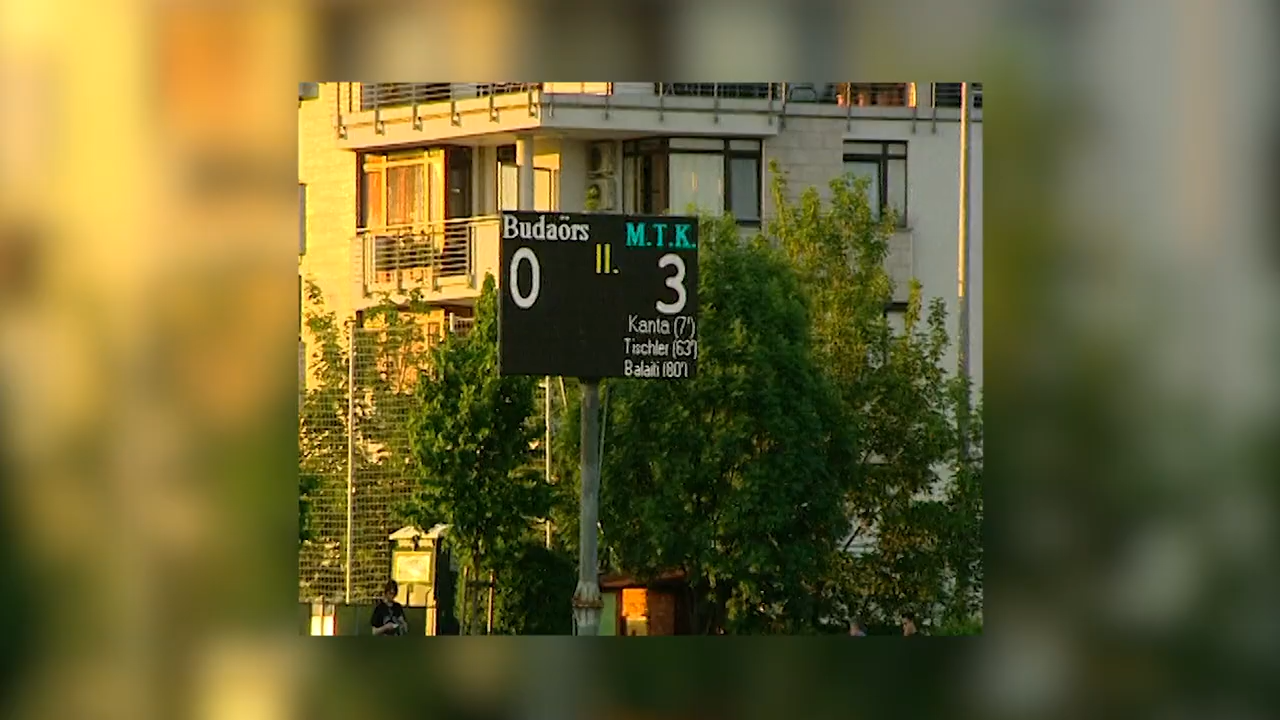 Budaörs M.T.K.
0 II. 3
Kanta (7')
Tischler (63')
Balaiti (80')